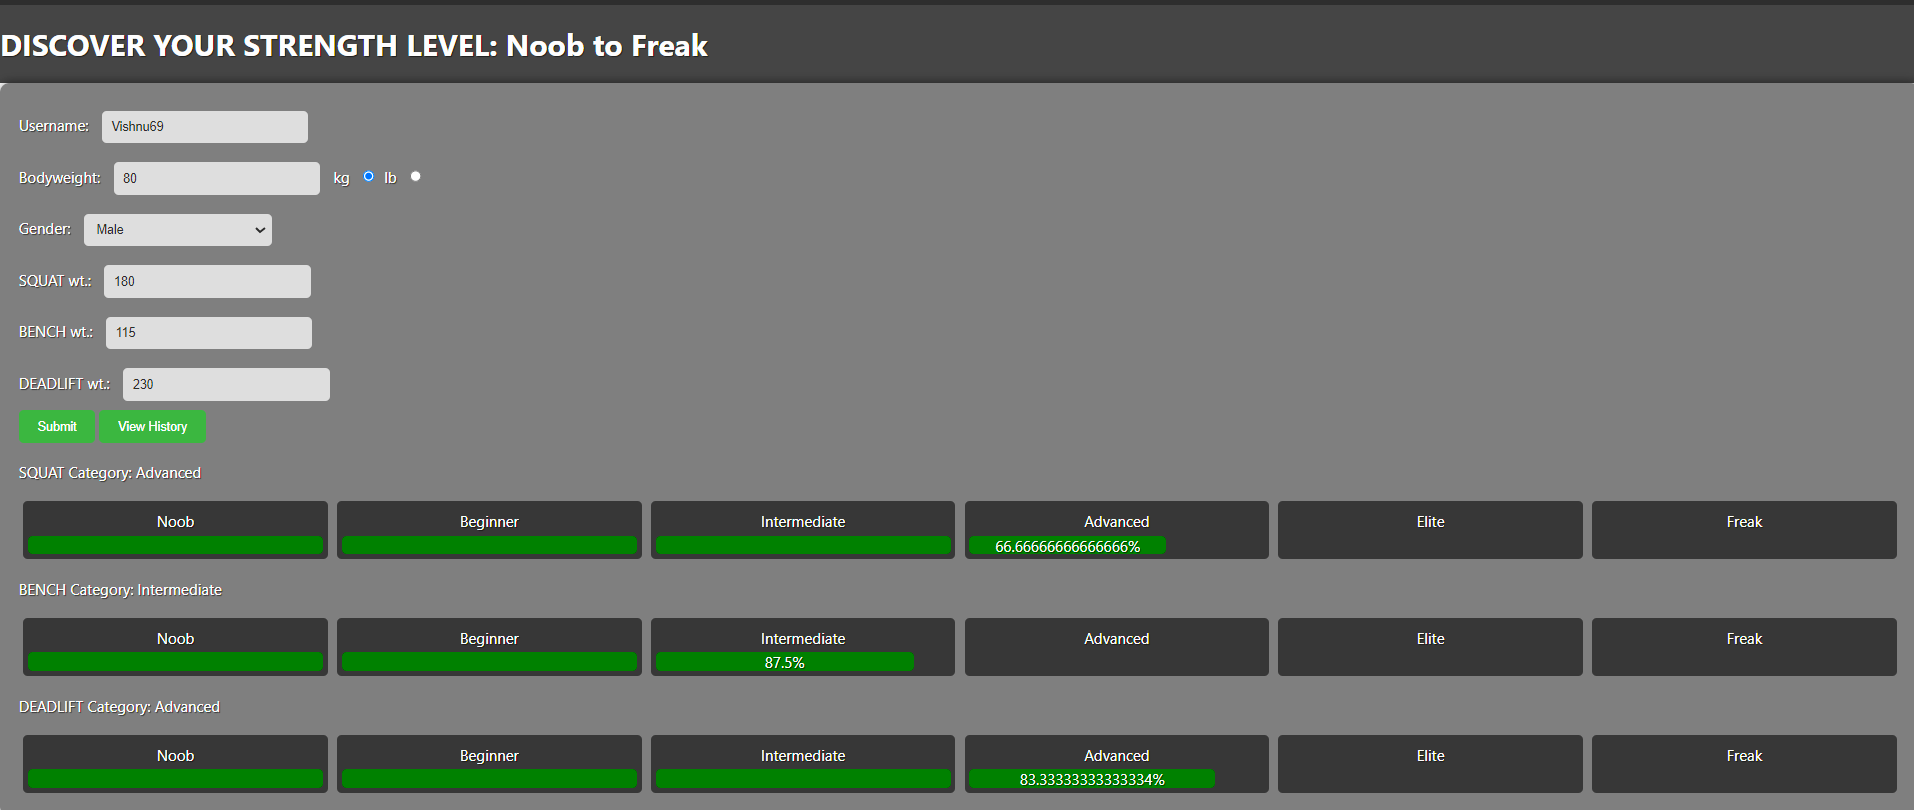 DISCOVER YOUR STRENGTH LEVEL: Noob to Freak
Username: Vishnu69
Bodyweight: 80 kg lb
Gender: Male
SQUAT wt.: 180
BENCH wt.: 115
DEADLIFT wt.: 230
Submit View History
SQUAT Category: Advanced
Noob Beginner Intermediate Advanced Elite Freak
66.66666666666666%
BENCH Category: Intermediate
Noob Beginner Intermediate Advanced Elite Freak
87.5%
DEADLIFT Category: Advanced
Noob Beginner Intermediate Advanced Elite Freak
83.33333333333334%